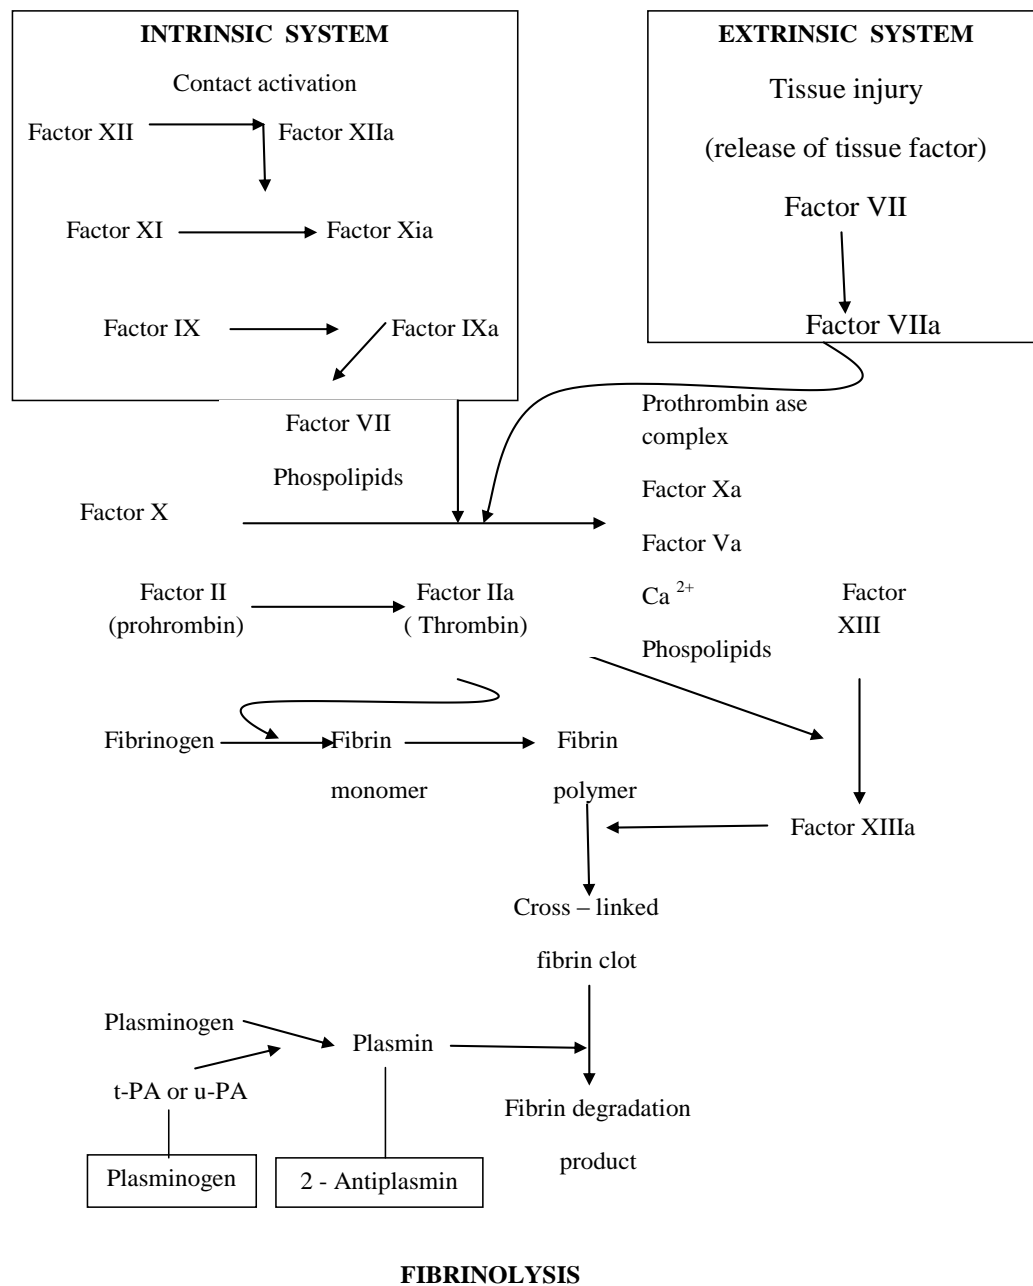 INTRINSIC SYSTEM
Contact activation
Factor XII Factor XIIa
Factor XI Factor Xia
Factor IX Factor IXa
EXTRINSIC SYSTEM
Tissue injury
(release of tissue factor)
Factor VII
Factor VIIa
Factor VII
Phospolipids
Factor X
Prothrombin ase
complex
Factor Xa
Factor Va
Ca 2+
Phospolipids
Factor II
(prohrombin)
Factor IIa
( Thrombin)
Factor
XIII
Fibrinogen
Fibrin
monomer
Fibrin
polymer
Factor XIIIa
Cross – linked
fibrin clot
Plasminogen
Plasmin
t-PA or u-PA
Fibrin degradation
product
Plasminogen
2 - Antiplasmin
FIBRINOLYSIS